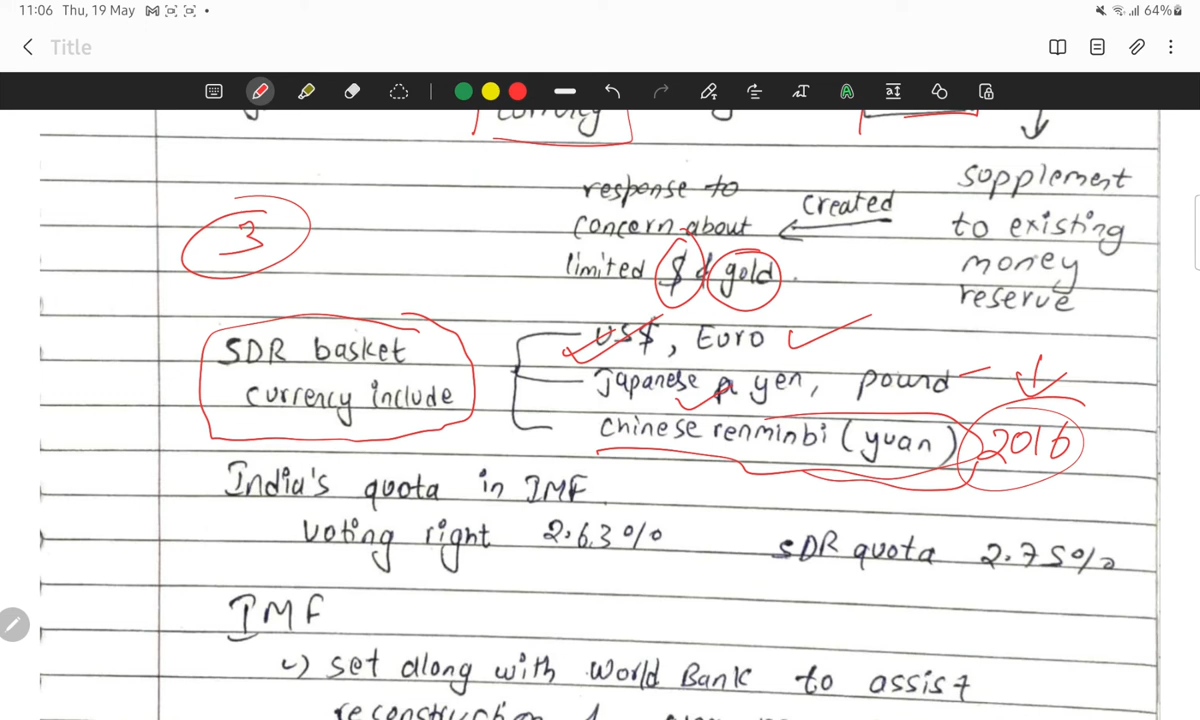 11:06 Thu, 19 May
64%
Title
currency
supplement
response to
created
concern about
to existing
limited $ & gold.
money
reserve
3
US$, Euro
SDR basket
Japanese yen, pound
currency include
Chinese renminbi (yuan) 2016
India's quota in IMF
voting right 2.63%
SDR quota 2.75%
IMF
set along with World Bank to assist
reconstruction